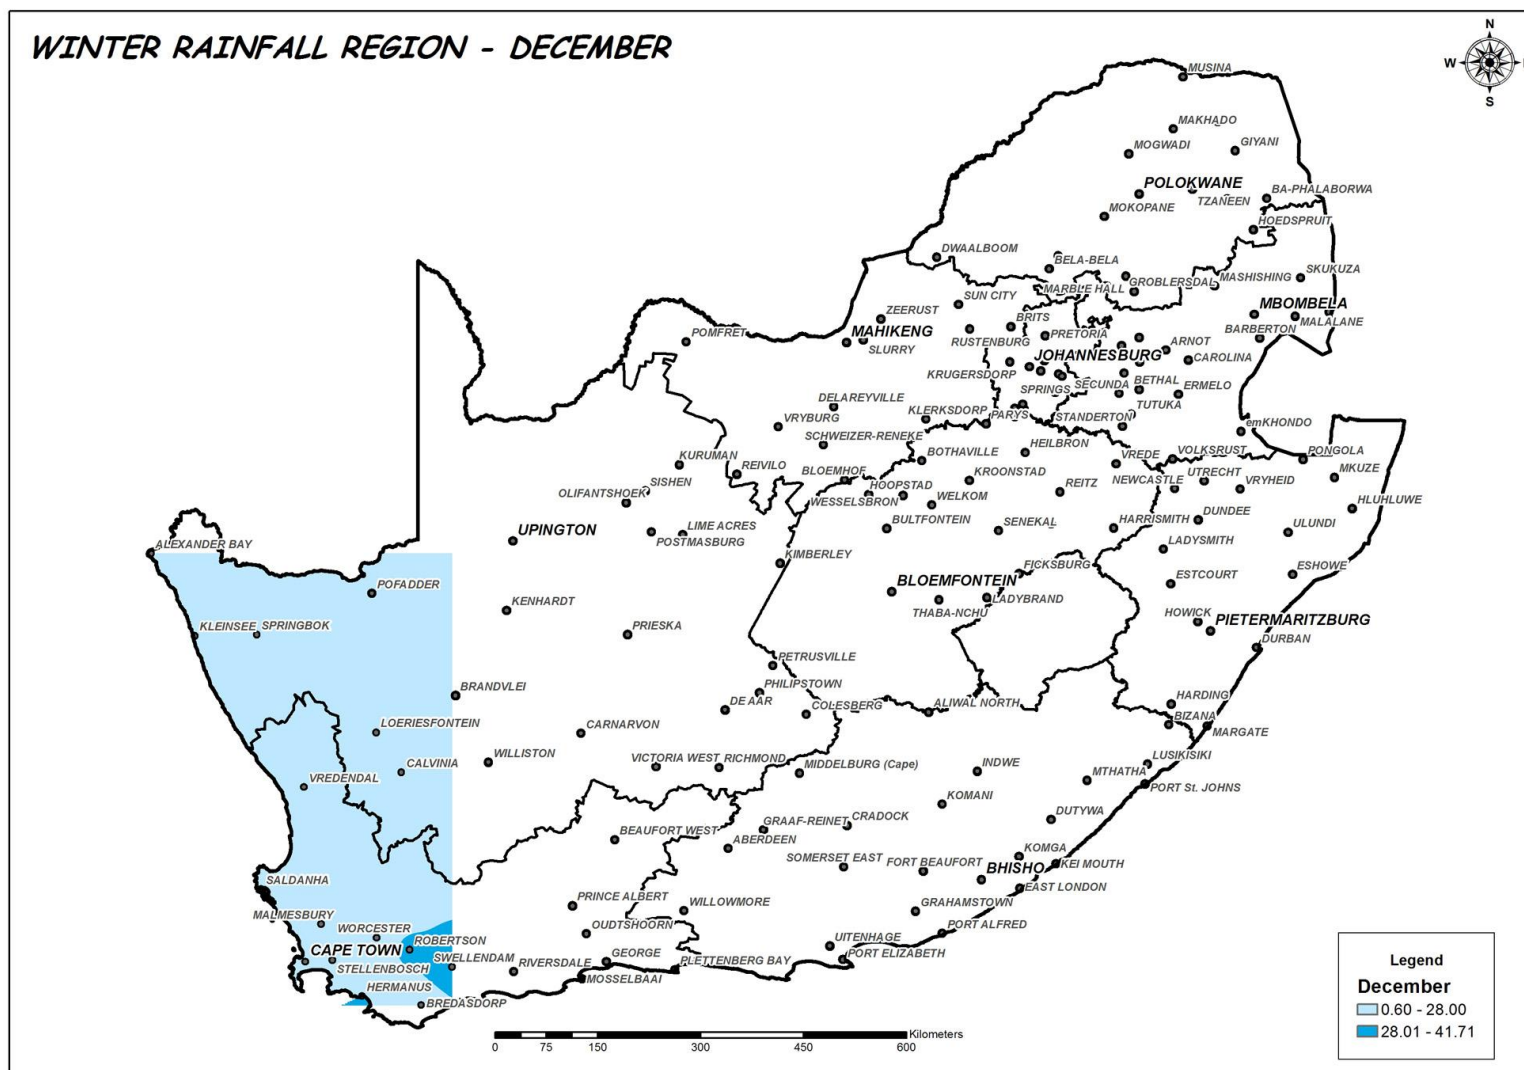 WINTER RAINFALL REGION - DECEMBER
N
W
S
MUSINA
MAKHADO
MOGWADI
GIYANI
POLOKWANE
BA-PHALABORWA
TZANEEN
MOKOPANE
HOEDSPRUIT
DWAALBOOM
BELA-BELA
SKUKUZA
MASHISHING
GROBLERSDAL
MARBLE HALL
SUN CITY
MBOMBELA
ZEERUST
MALALANE
BRITS
BARBERTON
MAHIKENG
POMFRET
RUSTENBURG
PRETORIA
SLURRY
ARNOT
JOHANNESBURG
CAROLINA
KRUGERSDORP
SPRINGS
SECUNDA
BETHAL
ERMELO
DELAREYVILLE
TUTUKA
KLERKSDORP
PARYS
STANDERTON
VRYBURG
emKHONDO
SCHWEIZER-RENEKE
HEILBRON
KURUMAN
REIVILO
BOTHAVILLE
VREDE
VOLKSRUST
PONGOLA
SISHEN
BLOEMHOF
KROONSTAD
UTRECHT
MKUZE
OLIFANTSHOEK
HOOPSTAD
REITZ
NEWCASTLE
VRYHEID
WESSELSBRON
WELKOM
HLUHLUWE
UPINGTON
LIME ACRES
BULTFONTEIN
SENEKAL
HARRISMITH
DUNDEE
ULUNDI
POSTMASBURG
ALEXANDER BAY
KIMBERLEY
LADYSMITH
FICKSBURG
ESHOWE
POFADDER
BLOEMFONTEIN
ESTCOURT
KENHARDT
THABA-NCHU
LADYBRAND
HOWICK
PIETERMARITZBURG
KLEINSEE
SPRINGBOK
PRIESKA
DURBAN
PETRUSVILLE
BRANDVLEI
PHILIPSTOWN
HARDING
DE AAR
COLESBERG
ALIWAL NORTH
BIZANA
LOERIESFONTEIN
CARNARVON
MARGATE
WILLISTON
VICTORIA WEST
RICHMOND
MIDDELBURG (Cape)
INDWE
LUSIKISIKI
CALVINIA
VREDENDAL
MTHATHA
PORT St. JOHNS
KOMANI
BEAUFORT WEST
GRAAF-REINET
CRADOCK
DUTYWA
ABERDEEN
SOMERSET EAST
FORT BEAUFORT
KOMGA
BHISHO
KEI MOUTH
SALDANHA
EAST LONDON
PRINCE ALBERT
WILLOWMORE
GRAHAMSTOWN
MALMESBURY
WORCESTER
OUDTSHOORN
PORT ALFRED
ROBERTSON
UITENHAGE
CAPE TOWN
SWELLENDAM
GEORGE
PLETTENBERG BAY
PORT ELIZABETH
STELLENBOSCH
RIVERSDALE
MOSSELBAAI
HERMANUS
BREDASDORP
Kilometers
0 75 150 300 450 600
Legend
December
0.60 - 28.00
28.01 - 41.71